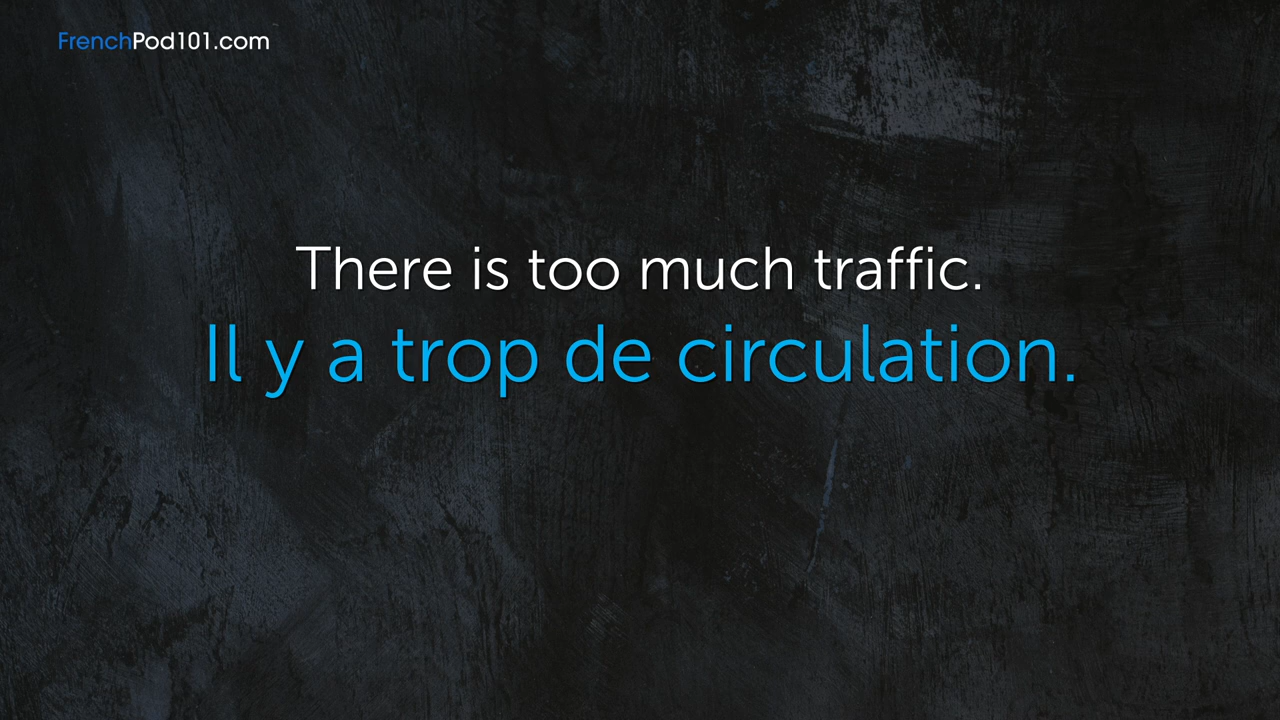 FrenchPod101.com
There is too much traffic.
Il y a trop de circulation.